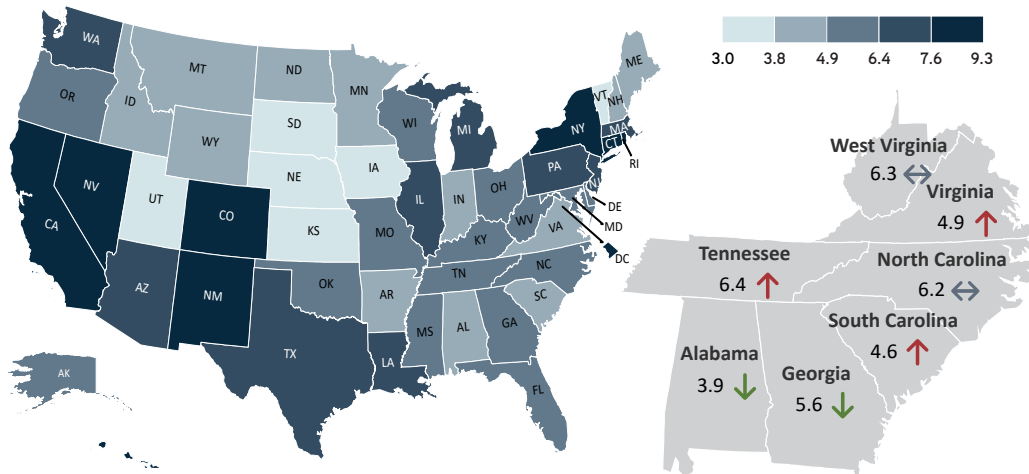 3.0 3.8 4.9 6.4 7.6 9.3
WA
MT
ND
MN
ME
VT
NH
OR
ID
WY
SD
WI
MI
NY
MA
CT
RI
NV
UT
CO
NE
IA
IL
IN
OH
PA
NJ
DE
MD
DC
CA
KS
MO
KY
WV
VA
AZ
NM
OK
AR
TN
NC
SC
TX
LA
MS
AL
GA
FL
AK
West Virginia
6.3
Virginia
4.9
Tennessee
6.4
North Carolina
6.2
South Carolina
4.6
Alabama
3.9
Georgia
5.6